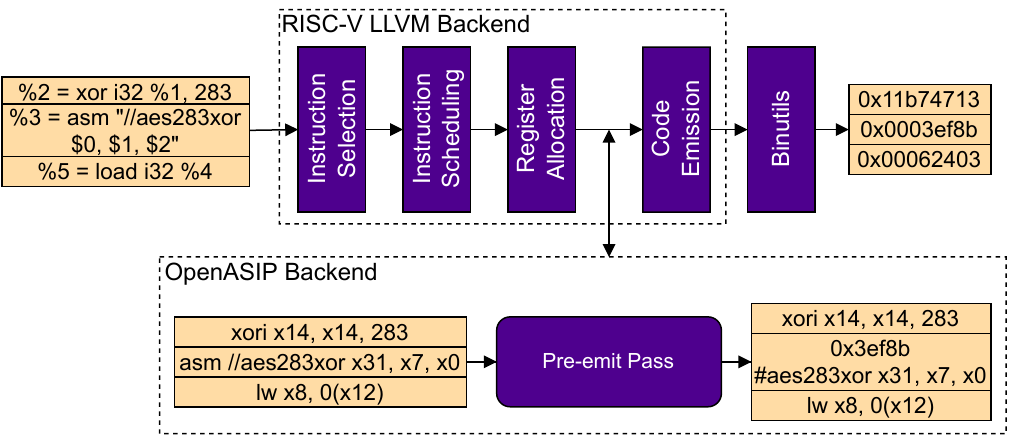 RISC-V LLVM Backend
%2 = xor i32 %1, 283
%3 = asm "//aes283xor
$0, $1, $2"
%5 = load i32 %4
Instruction
Selection
Instruction
Scheduling
Register
Allocation
Code
Emission
Binutils
0x11b74713
0x0003ef8b
0x00062403
OpenASIP Backend
xori x14, x14, 283
asm //aes283xor x31, x7, x0
lw x8, 0(x12)
Pre-emit Pass
xori x14, x14, 283
0x3ef8b
#aes283xor x31, x7, x0
lw x8, 0(x12)